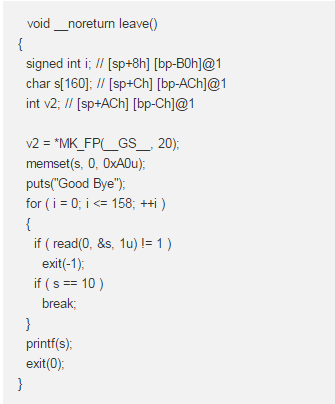 void __noreturn leave()
{
signed int i; // [sp+8h] [bp-B0h]@1
char s[160]; // [sp+Ch] [bp-ACh]@1
int v2; // [sp+ACh] [bp-Ch]@1
v2 = *MK_FP(__GS__, 20);
memset(s, 0, 0xA0u);
puts("Good Bye");
for ( i = 0; i <= 158; ++i )
{
if ( read(0, &s, 1u) != 1 )
exit(-1);
if ( s == 10 )
break;
}
printf(s);
exit(0);
}